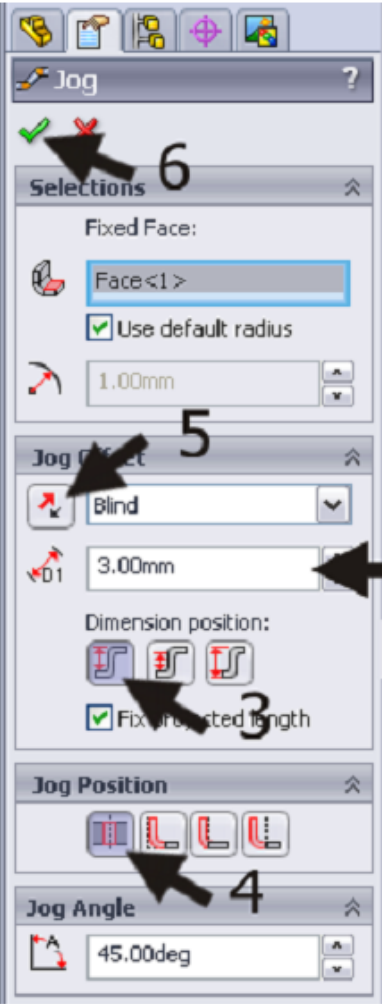 Jog ?
6
Selections
Fixed Face:
Face<1>
Use default radius
1.00mm
5
Jog Offset
Blind
D1 3.00mm
Dimension position:
3
Fix projected length
Jog Position
4
Jog Angle
A 45.00deg